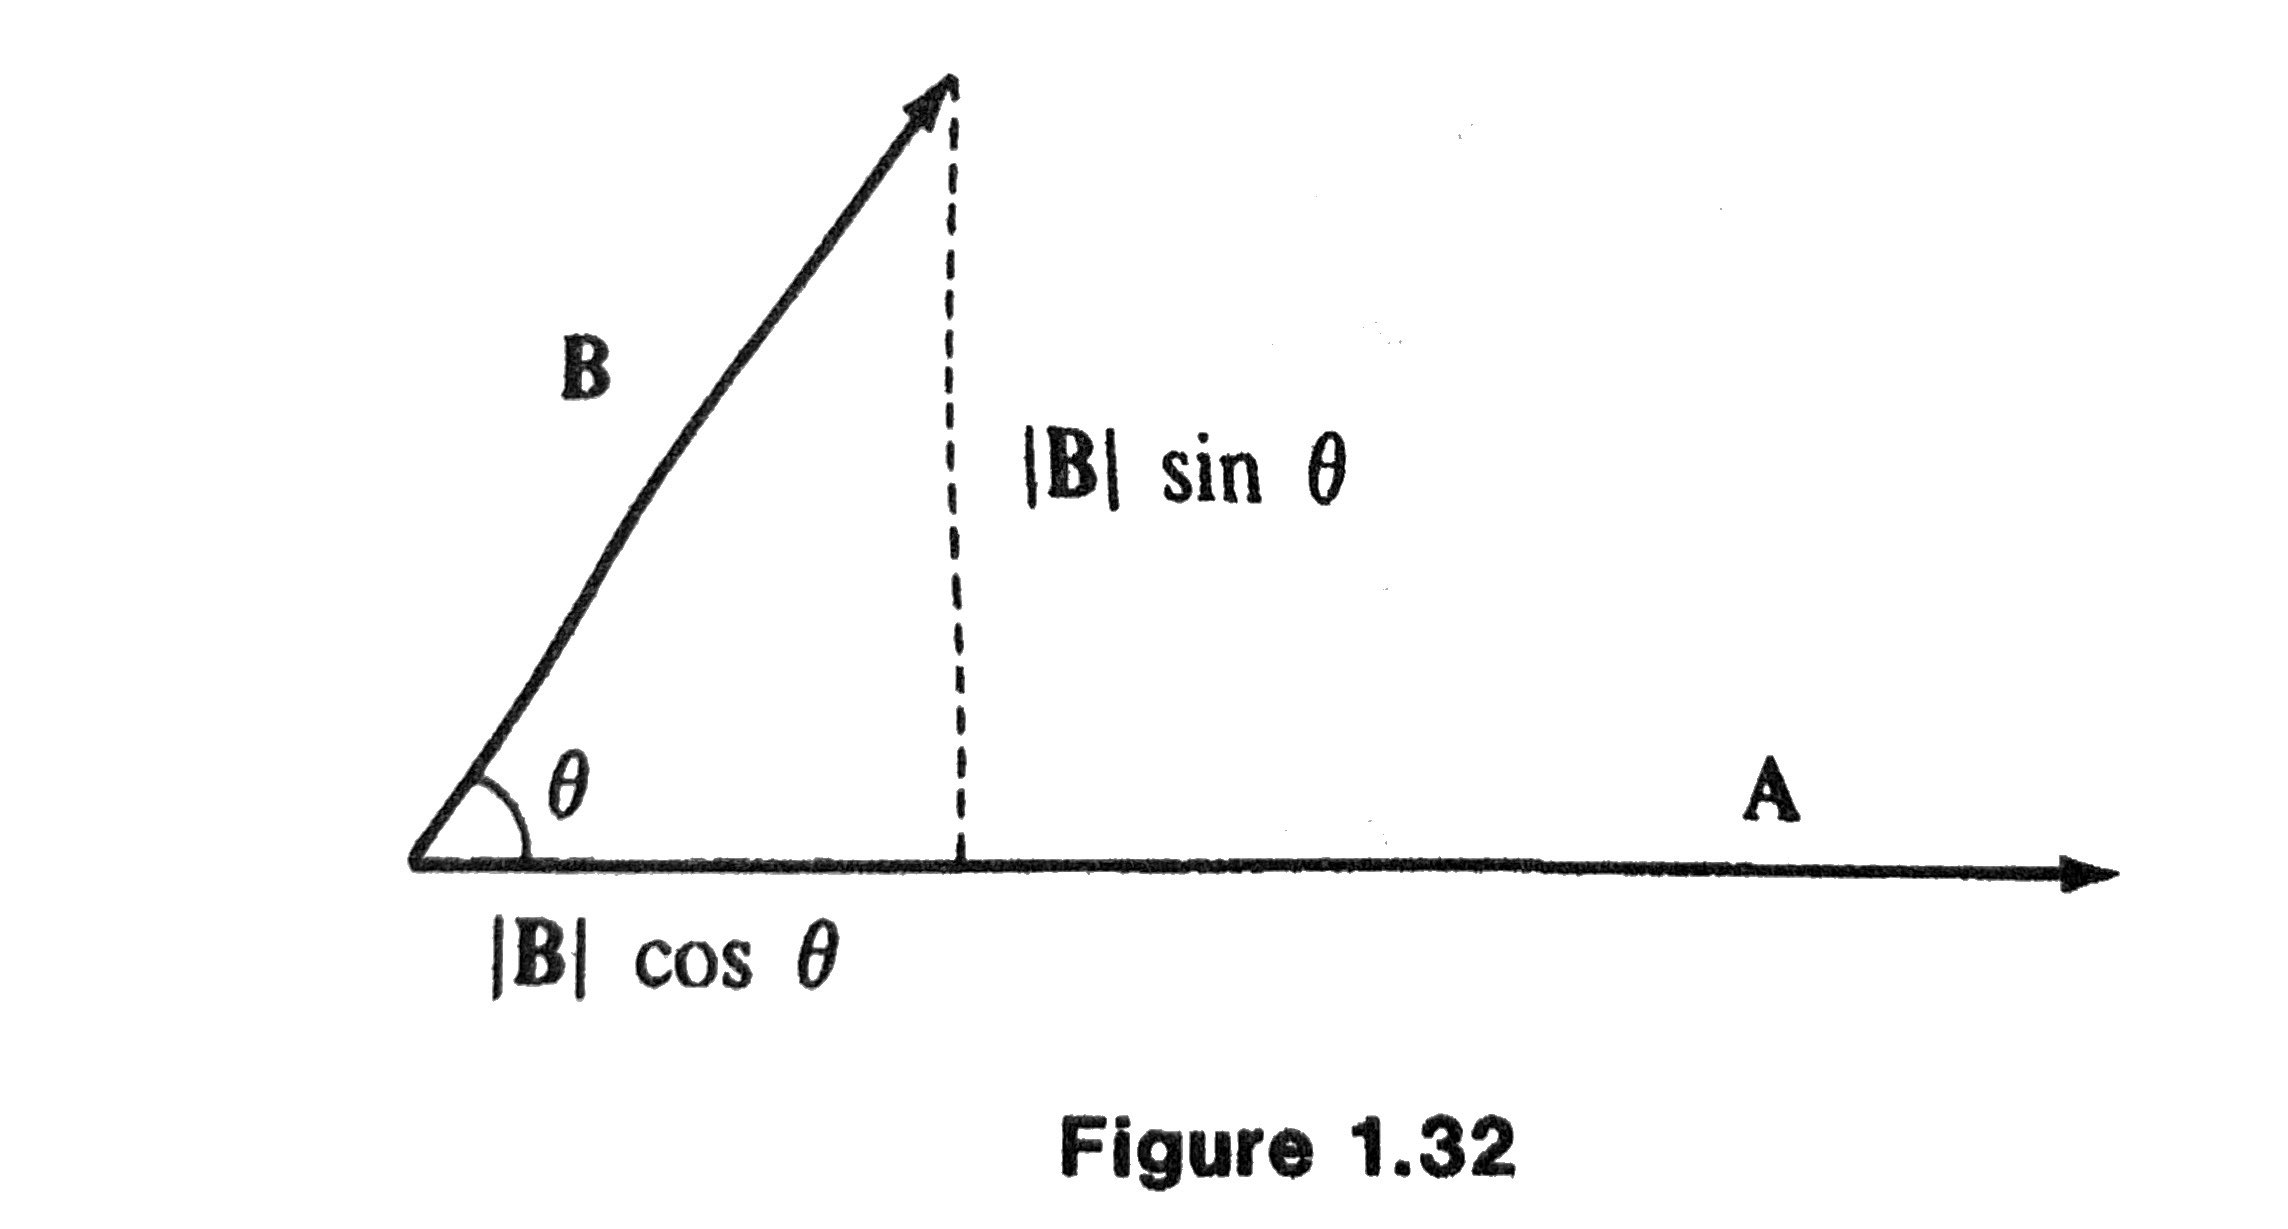 B
|B| sin θ
θ
A
|B| cos θ
Figure 1.32